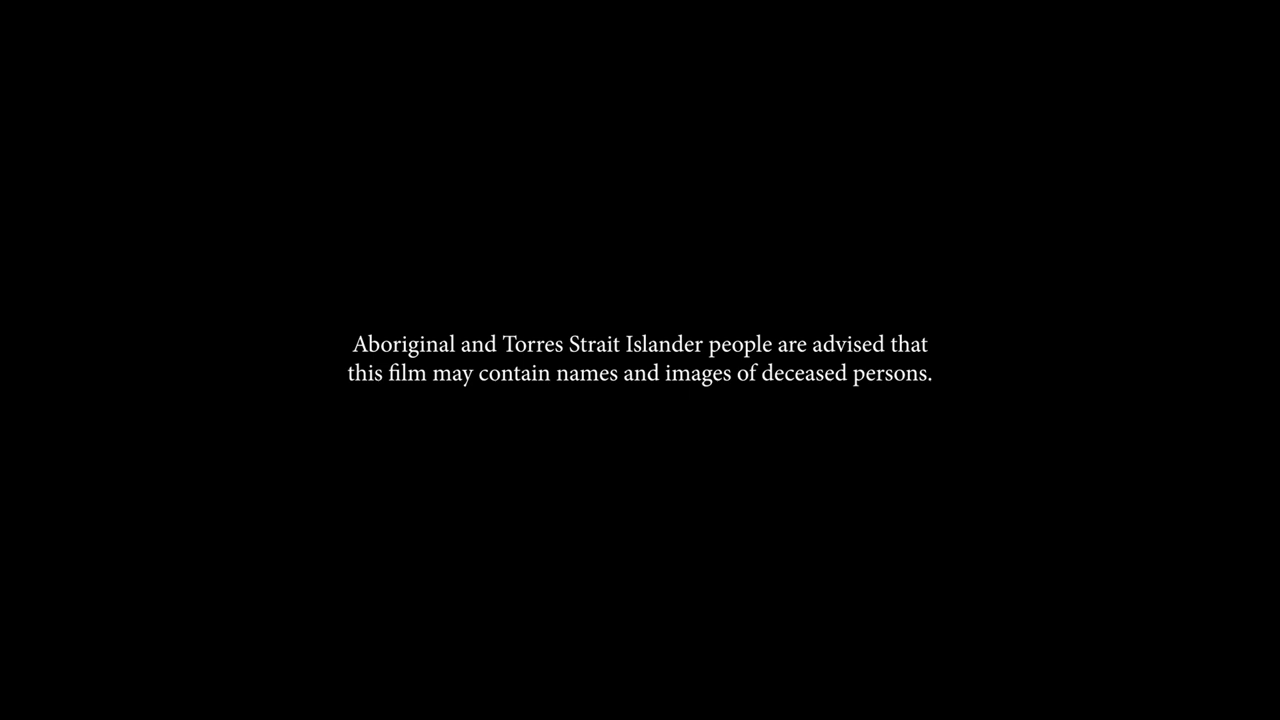 Aboriginal and Torres Strait Islander people are advised that
this film may contain names and images of deceased persons.